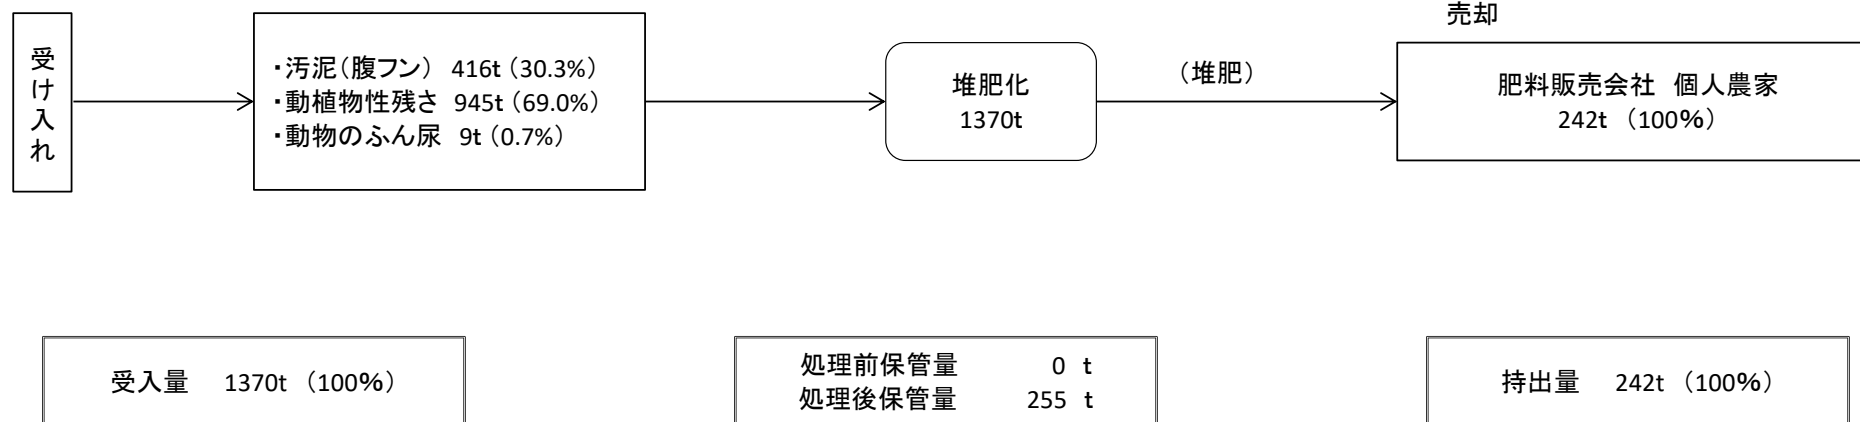 受け入れ
・汚泥（腹フン） 416t（30.3%）
・動植物性残さ 945t（69.0%）
・動物のふん尿 9t（0.7%）
堆肥化
1370t
（堆肥）
売却
肥料販売会社 個人農家
242t （100％）
受入量 1370t （100％）
処理前保管量 0 t
処理後保管量 255 t
持出量 242t （100％）